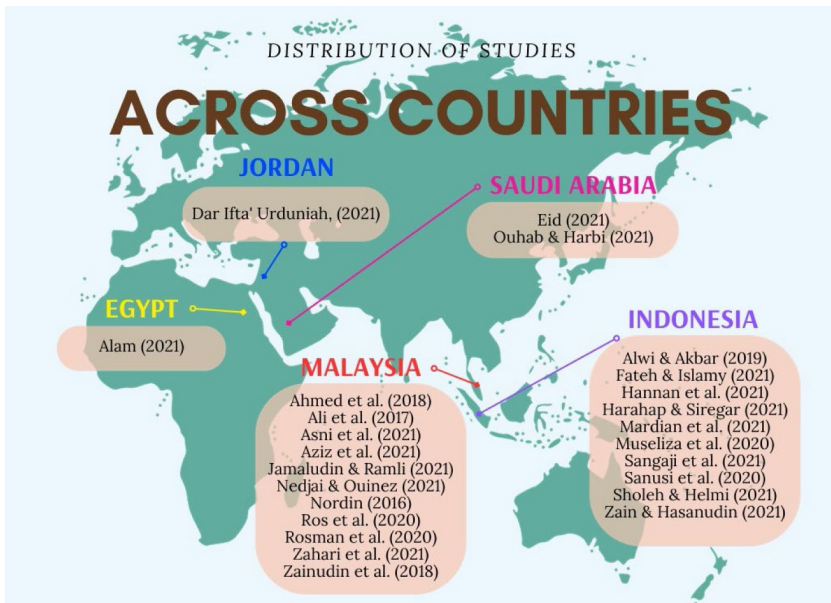 DISTRIBUTION OF STUDIES
ACROSS COUNTRIES
JORDAN
Dar Ifta' Urduniah, (2021)
SAUDI ARABIA
Eid (2021)
Ouhab & Harbi (2021)
EGYPT
Alam (2021)
MALAYSIA
Ahmed et al. (2018)
Ali et al. (2017)
Asni et al. (2021)
Aziz et al. (2021)
Jamaludin & Ramli (2021)
Nedjai & Ouinez (2021)
Nordin (2016)
Ros et al. (2020)
Rosman et al. (2020)
Zahari et al. (2021)
Zainudin et al. (2018)
INDONESIA
Alwi & Akbar (2019)
Fateh & Islamy (2021)
Hannan et al. (2021)
Harahap & Siregar (2021)
Mardian et al. (2021)
Museliza et al. (2020)
Sangaji et al. (2021)
Sanusi et al. (2020)
Sholeh & Helmi (2021)
Zain & Hasanudin (2021)